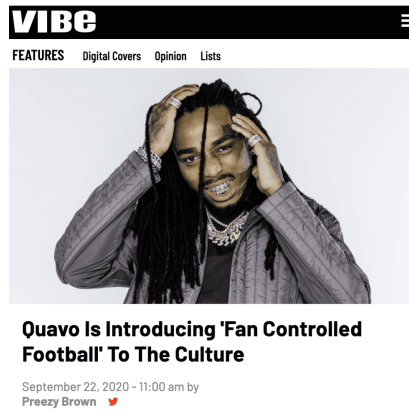 VIBE
FEATURES Digital Covers Opinion Lists
Quavo Is Introducing 'Fan Controlled
Football' To The Culture
September 22, 2020 - 11:00 am by
Preezy Brown